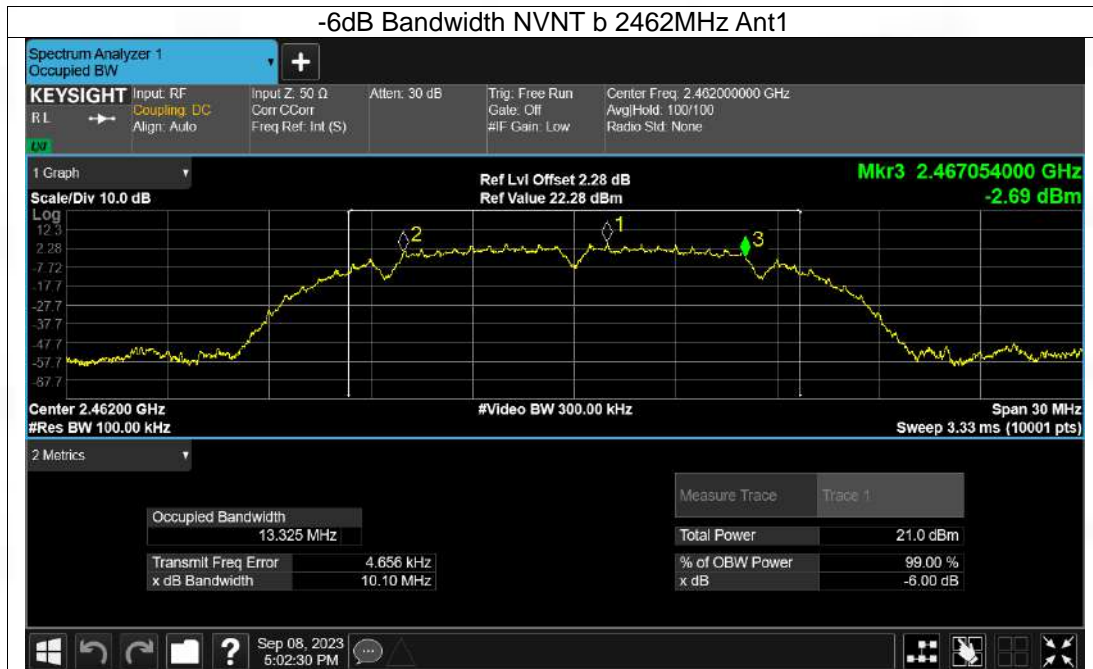 -6dB Bandwidth NVNT b 2462MHz Ant1
Spectrum Analyzer 1
Occupied BW
KEYSIGHT
R L
LXI
Input: RF
Coupling: DC
Align: Auto
Input Z: 50 Ω
Corr CCorr
Freq Ref: Int (S)
Atten: 30 dB
Trig: Free Run
Gate: Off
#IF Gain: Low
Center Freq: 2.462000000 GHz
Avg|Hold: 100/100
Radio Std: None
1 Graph
Scale/Div 10.0 dB
Ref Lvl Offset 2.28 dB
Ref Value 22.28 dBm
Mkr3 2.467054000 GHz
-2.69 dBm
Log
12.3
2.28
-7.72
-17.7
-27.7
-37.7
-47.7
-57.7
-67.7
2
1
3
Center 2.46200 GHz
#Res BW 100.00 kHz
#Video BW 300.00 kHz
Span 30 MHz
Sweep 3.33 ms (10001 pts)
2 Metrics
Measure Trace Trace 1
Occupied Bandwidth
13.325 MHz
Total Power 21.0 dBm
Transmit Freq Error 4.656 kHz
% of OBW Power 99.00 %
x dB Bandwidth 10.10 MHz
x dB -6.00 dB
?
Sep 08, 2023
5:02:30 PM